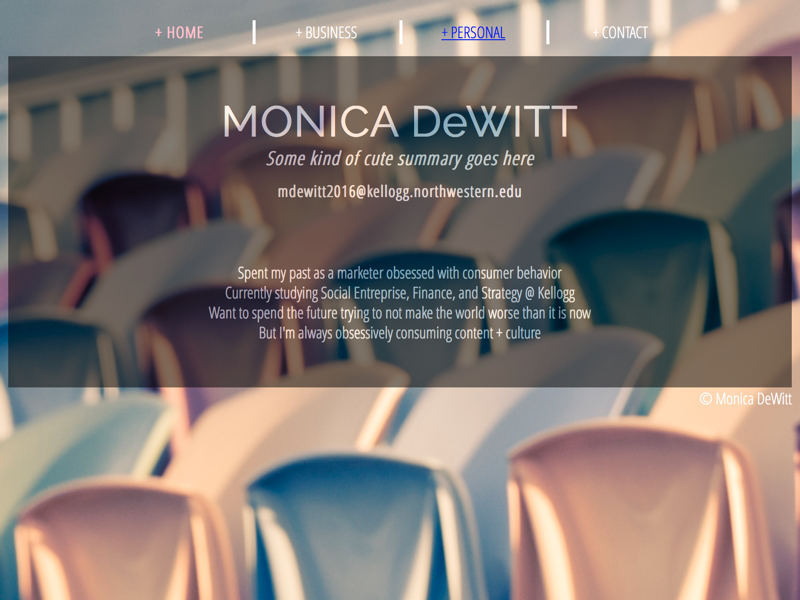 + HOME
+ BUSINESS
+ PERSONAL
+ CONTACT
MONICA DeWITT
Some kind of cute summary goes here
mdewitt2016@kellogg.northwestern.edu
Spent my past as a marketer obsessed with consumer behavior
Currently studying Social Entreprise, Finance, and Strategy @ Kellogg
Want to spend the future trying to not make the world worse than it is now
But I'm always obsessively consuming content + culture
© Monica DeWitt